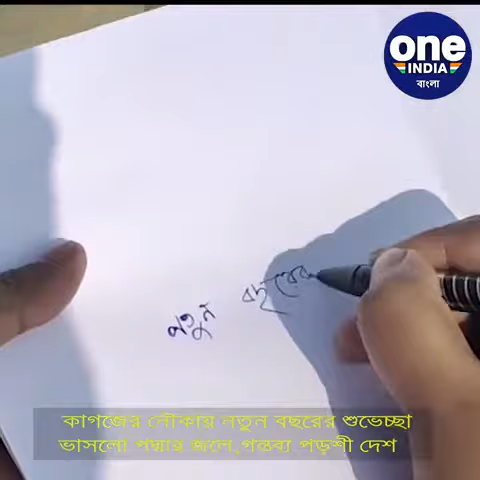 one
INDIA
বাংলা
নতুন বছরের
কাগজের নৌকায় নতুন বছরের শুভেচ্ছা
ভাসলো পদ্মার জলে,গন্তব্য পড়শী দেশ